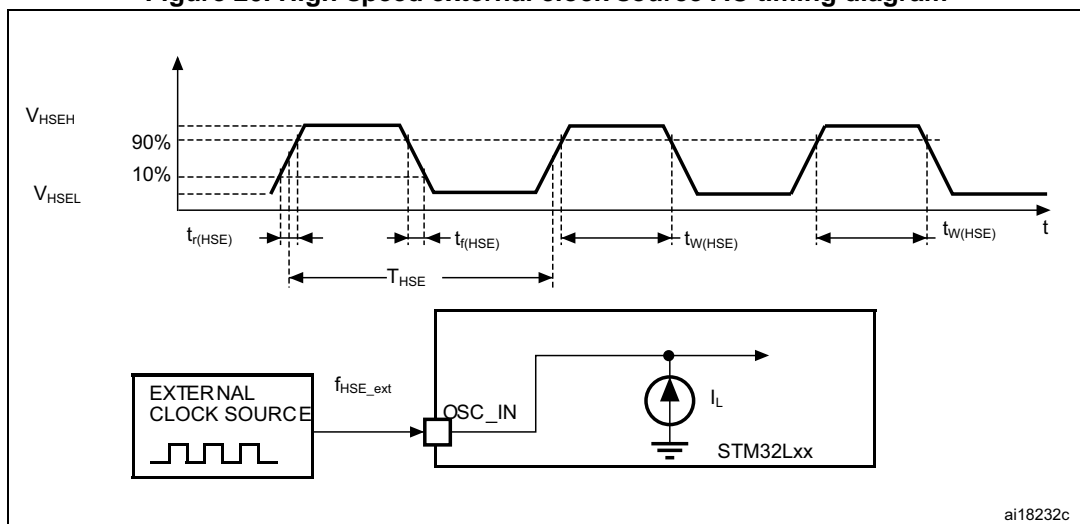 Figure 20. High-speed external clock source AC timing diagram
VHSEH
90%
10%
VHSEL
tr(HSE)
tf(HSE)
tW(HSE)
tW(HSE)
t
THSE
EXTERNAL
CLOCK SOURCE
fHSE_ext
OSC_IN
IL
STM32Lxx
ai18232c